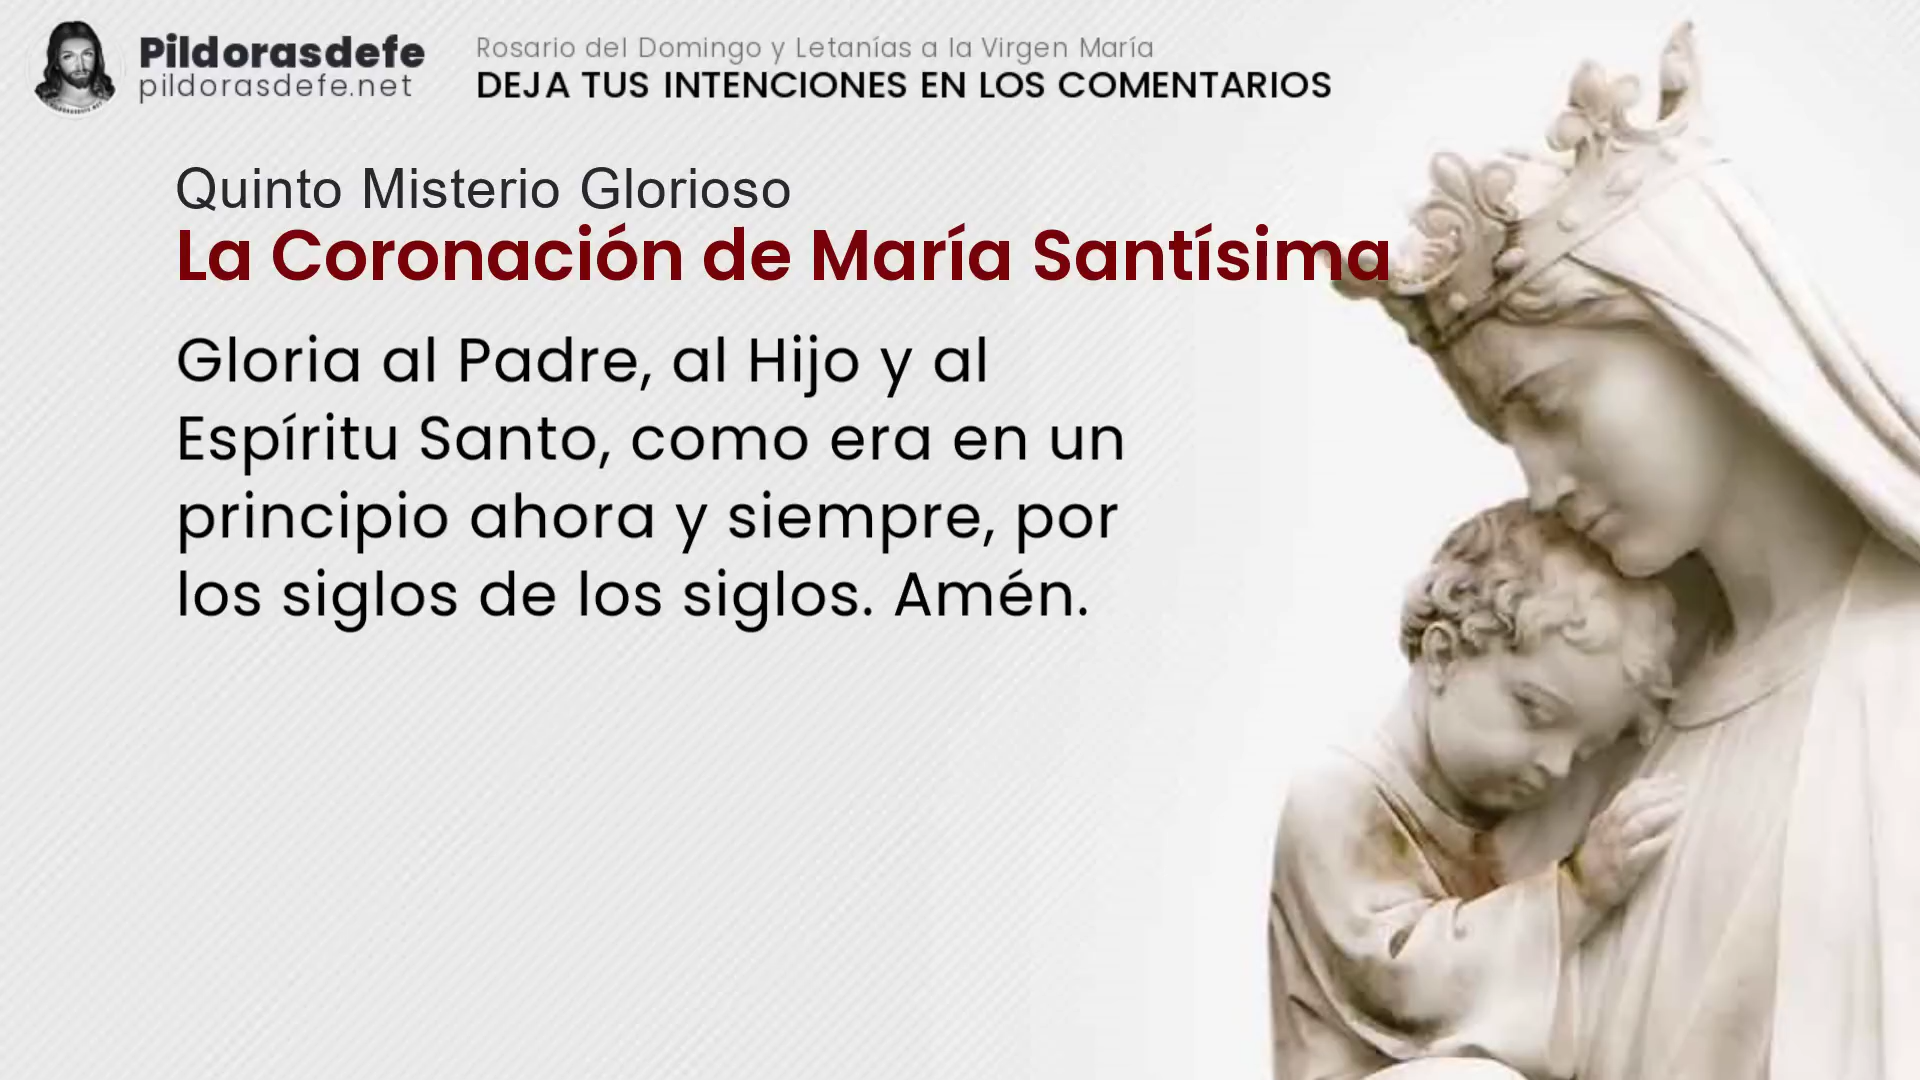 Pildorasdefe
pildorasdefe.net
Rosario del Domingo y Letanías a la Virgen María
DEJA TUS INTENCIONES EN LOS COMENTARIOS
Quinto Misterio Glorioso
La Coronación de María Santísima
Gloria al Padre, al Hijo y al
Espíritu Santo, como era en un
principio ahora y siempre, por
los siglos de los siglos. Amén.